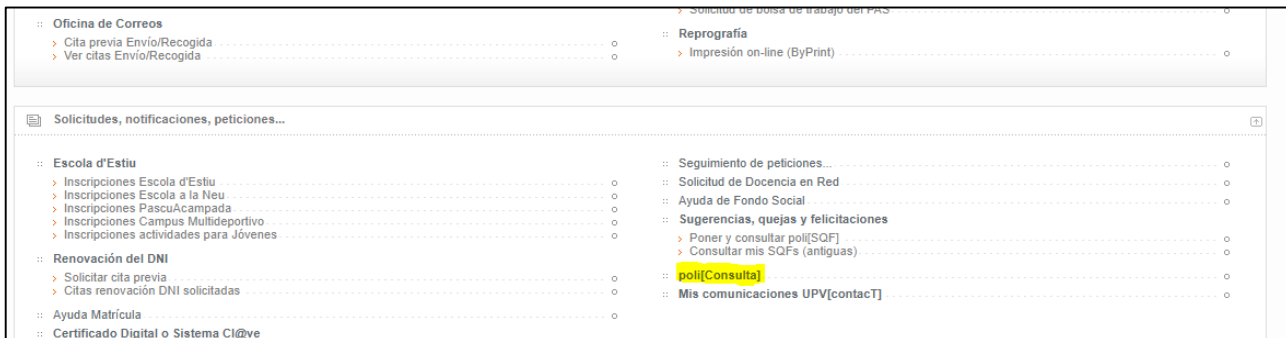 Solicitud de bolsa de trabajo del PAS
Oficina de Correos
Cita previa Envío/Recogida
Ver citas Envío/Recogida
Reprografía
Impresión on-line (ByPrint)
Solicitudes, notificaciones, peticiones...
Escola d'Estiu
Inscripciones Escola d'Estiu
Inscripciones Escola a la Neu
Inscripciones PascuAcampada
Inscripciones Campus Multideportivo
Inscripciones actividades para Jóvenes
Renovación del DNI
Solicitar cita previa
Citas renovación DNI solicitadas
Ayuda Matrícula
Certificado Digital o Sistema Cl@ve
Seguimiento de peticiones...
Solicitud de Docencia en Red
Ayuda de Fondo Social
Sugerencias, quejas y felicitaciones
Poner y consultar poli[SQF]
Consultar mis SQFs (antiguas)
poli[Consulta]
Mis comunicaciones UPV[contacT]